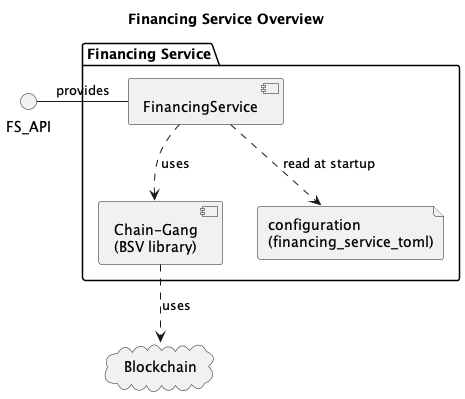 Financing Service Overview
Financing Service
provides
FinancingService
FS_API
uses
read at startup
Chain-Gang
(BSV library)
configuration
(financing_service_toml)
uses
Blockchain